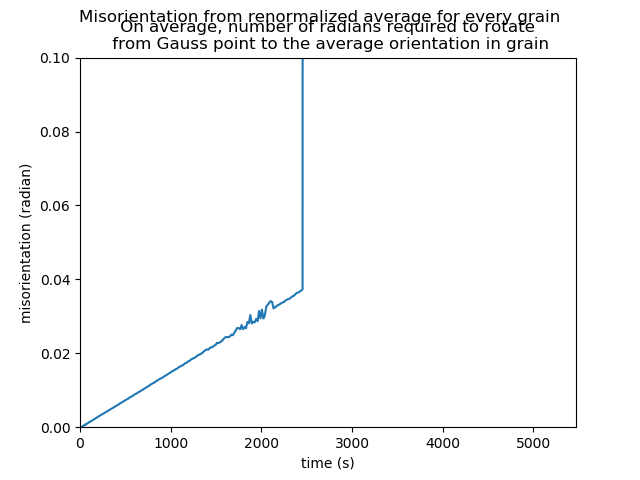 Misorientation from renormalized average for every grain
On average, number of radians required to rotate
from Gauss point to the average orientation in grain
0.10
0.08
0.06
0.04
0.02
0.00
misorientation (radian)
0 1000 2000 3000 4000 5000
time (s)